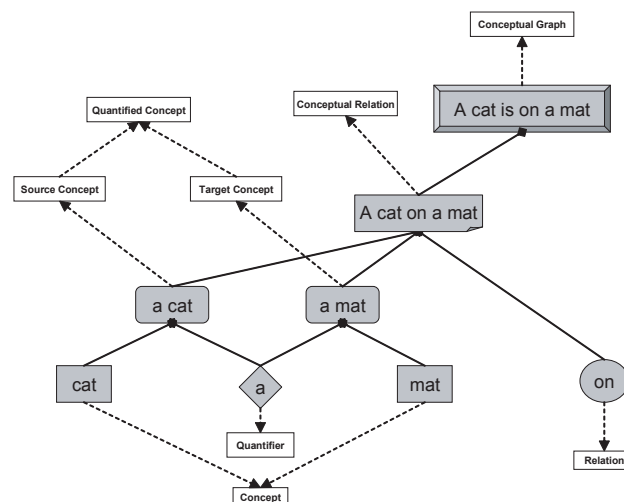 Conceptual Graph
A cat is on a mat
Quantified Concept
Conceptual Relation
Source Concept
Target Concept
A cat on a mat
a cat
a mat
cat
a
mat
on
Quantifier
Relation
Concept